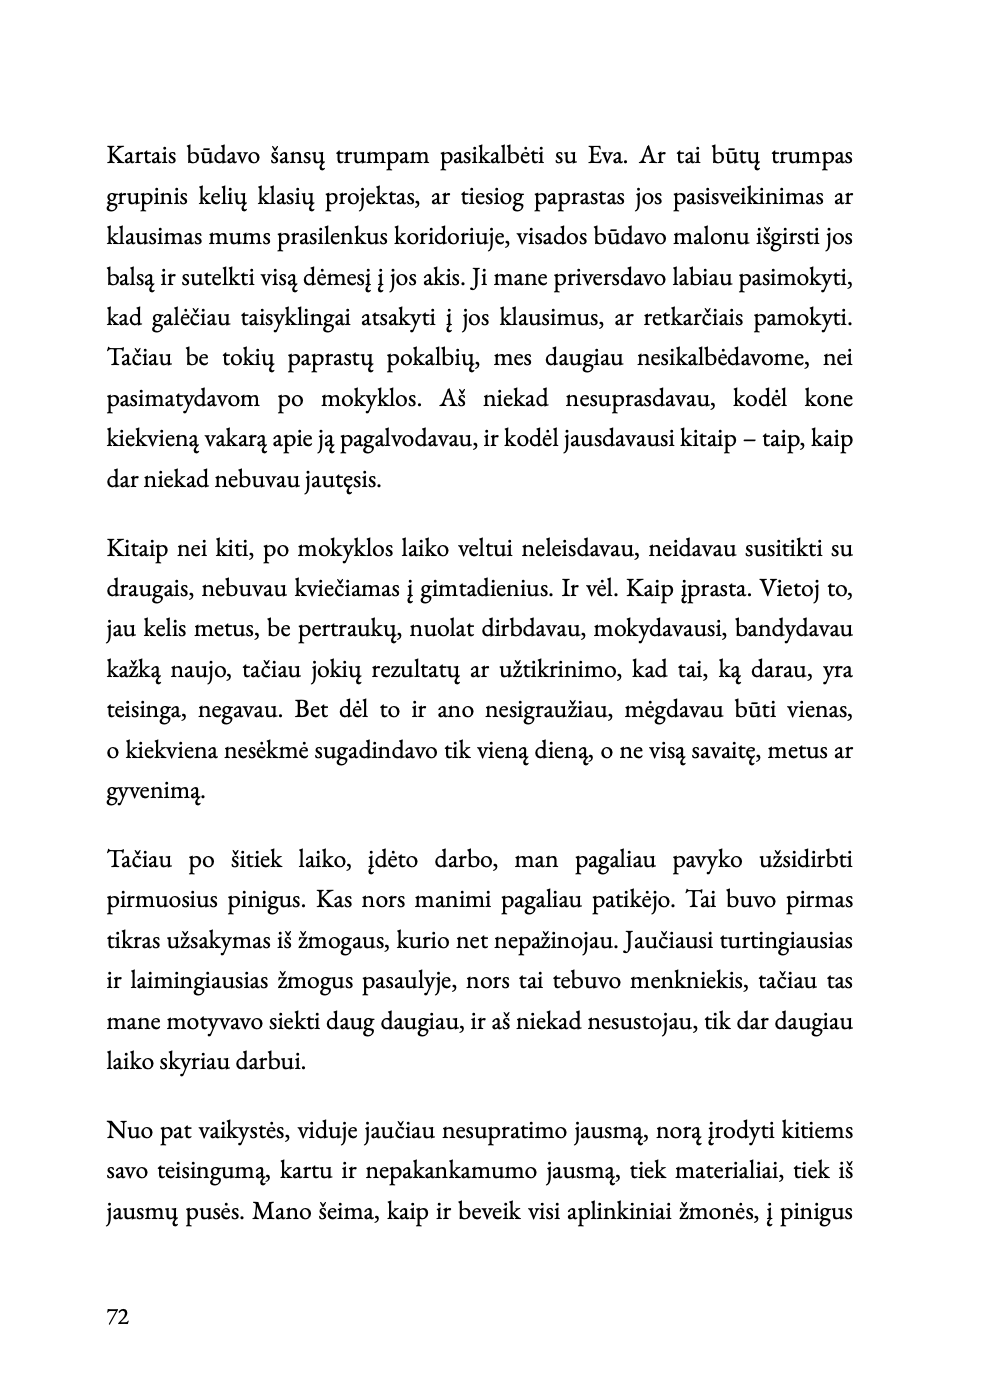 Kartais būdavo šansų trumpam pasikalbėti su Eva. Ar tai būtų trumpas
grupinis kelių klasių projektas, ar tiesiog paprastas jos pasisveikinimas ar
klausimas mums prasilenkus koridoriuje, visados būdavo malonu išgirsti jos
balsą ir sutelkti visą dėmesį į jos akis. Ji mane priversdavo labiau pasimokyti,
kad galėčiau taisyklingai atsakyti į jos klausimus, ar retkarčiais pamokyti.
Tačiau be tokių paprastų pokalbių, mes daugiau nesikalbėdavome, nei
pasimatydavom po mokyklos. Aš niekad nesuprasdavau, kodėl kone
kiekvieną vakarą apie ją pagalvodavau, ir kodėl jausdavausi kitaip – taip, kaip
dar niekad nebuvau jautęsis.
Kitaip nei kiti, po mokyklos laiko veltui neleisdavau, neidavau susitikti su
draugais, nebuvau kviečiamas į gimtadienius. Ir vėl. Kaip įprasta. Vietoj to,
jau kelis metus, be pertraukų, nuolat dirbdavau, mokydavausi, bandydavau
kažką naujo, tačiau jokių rezultatų ar užtikrinimo, kad tai, ką darau, yra
teisinga, negavau. Bet dėl to ir ano nesigraužiau, mėgdavau būti vienas,
o kiekviena nesėkmė sugadindavo tik vieną dieną, o ne visą savaitę, metus ar
gyvenimą.
Tačiau po šitiek laiko, įdėto darbo, man pagaliau pavyko užsidirbti
pirmuosius pinigus. Kas nors manimi pagaliau patikėjo. Tai buvo pirmas
tikras užsakymas iš žmogaus, kurio net nepažinojau. Jaučiausi turtingiausias
ir laimingiausias žmogus pasaulyje, nors tai tebuvo menkniekis, tačiau tas
mane motyvavo siekti daug daugiau, ir aš niekad nesustojau, tik dar daugiau
laiko skyriau darbui.
Nuo pat vaikystės, viduje jaučiau nesupratimo jausmą, norą įrodyti kitiems
savo teisingumą, kartu ir nepakankamumo jausmą, tiek materialiai, tiek iš
jausmų pusės. Mano šeima, kaip ir beveik visi aplinkiniai žmonės, į pinigus
72